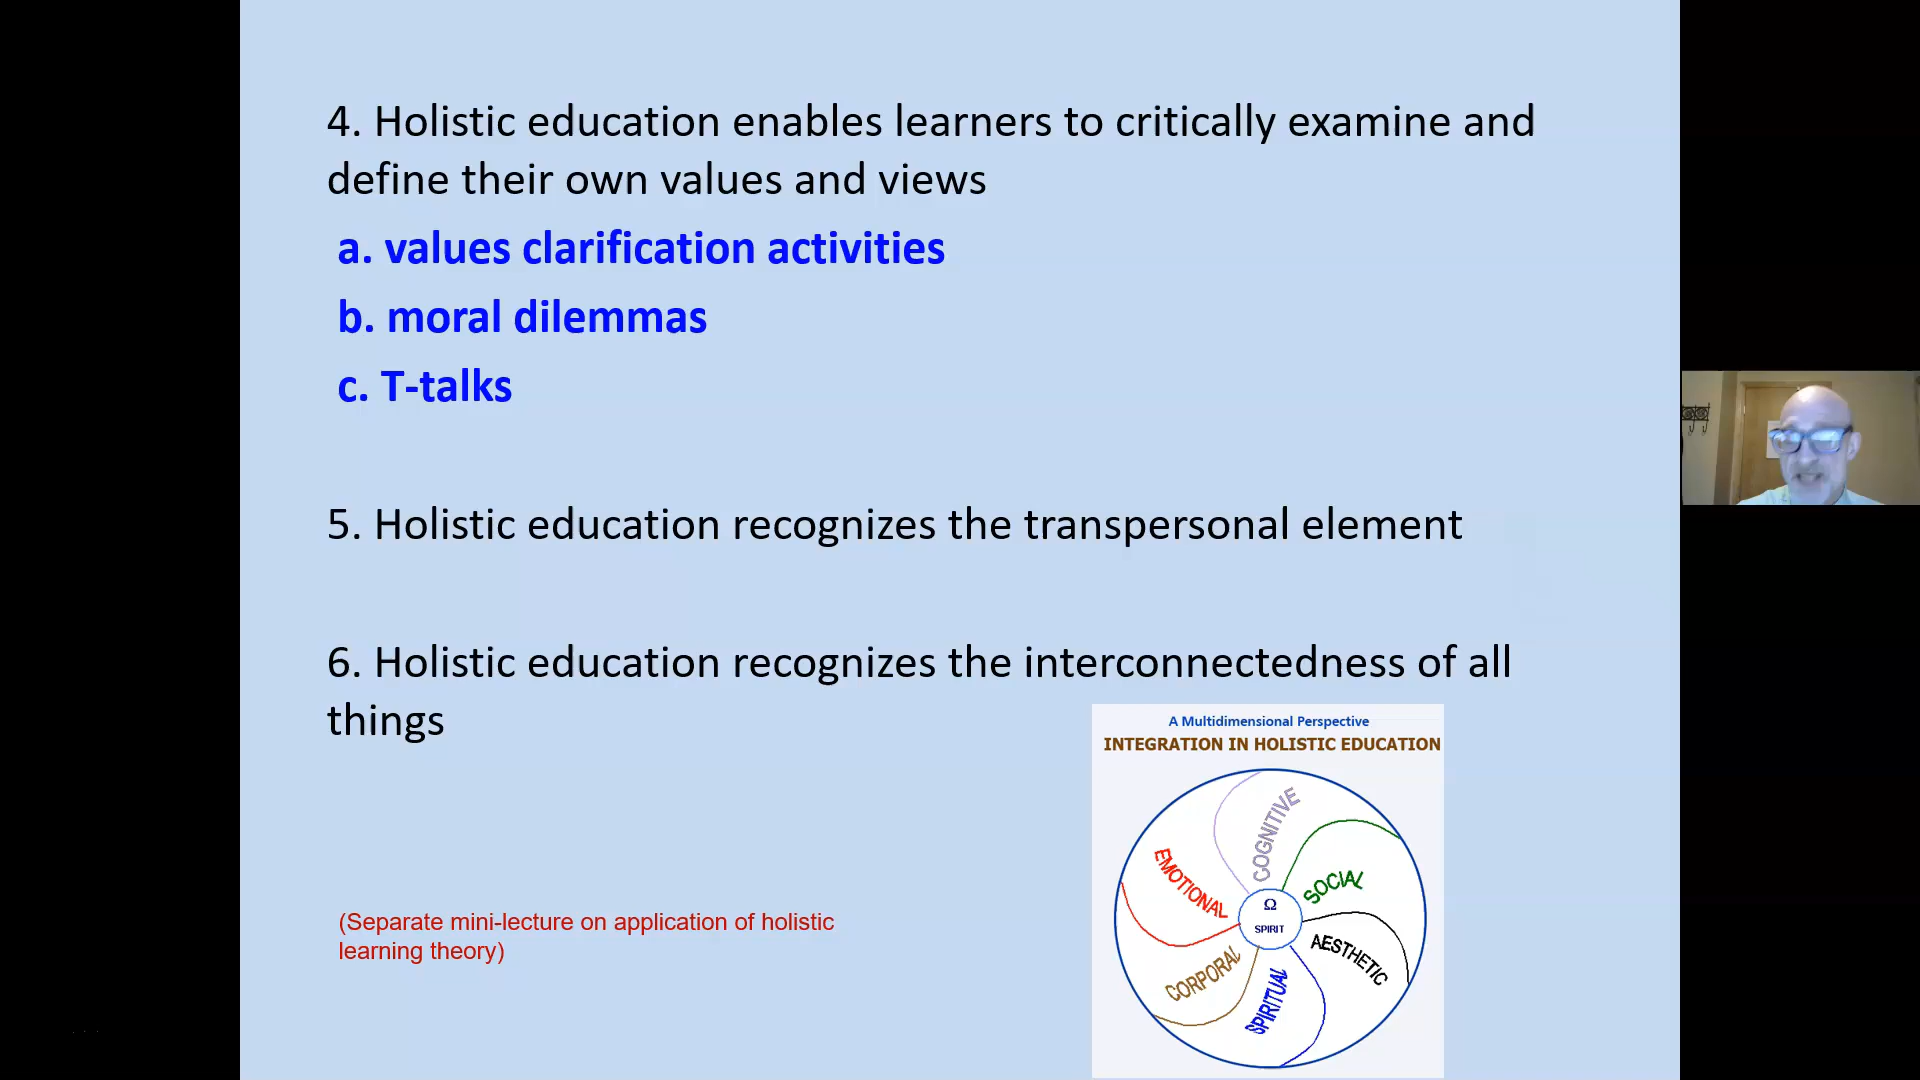 4. Holistic education enables learners to critically examine and
define their own values and views
a. values clarification activities
b. moral dilemmas
c. T-talks
5. Holistic education recognizes the transpersonal element
6. Holistic education recognizes the interconnectedness of all
things
(Separate mini-lecture on application of holistic
learning theory)
A Multidimensional Perspective
INTEGRATION IN HOLISTIC EDUCATION
COGNITIVE
SOCIAL
AESTHETIC
SPIRITUAL
CORPORAL
EMOTIONAL
Ω
SPIRIT